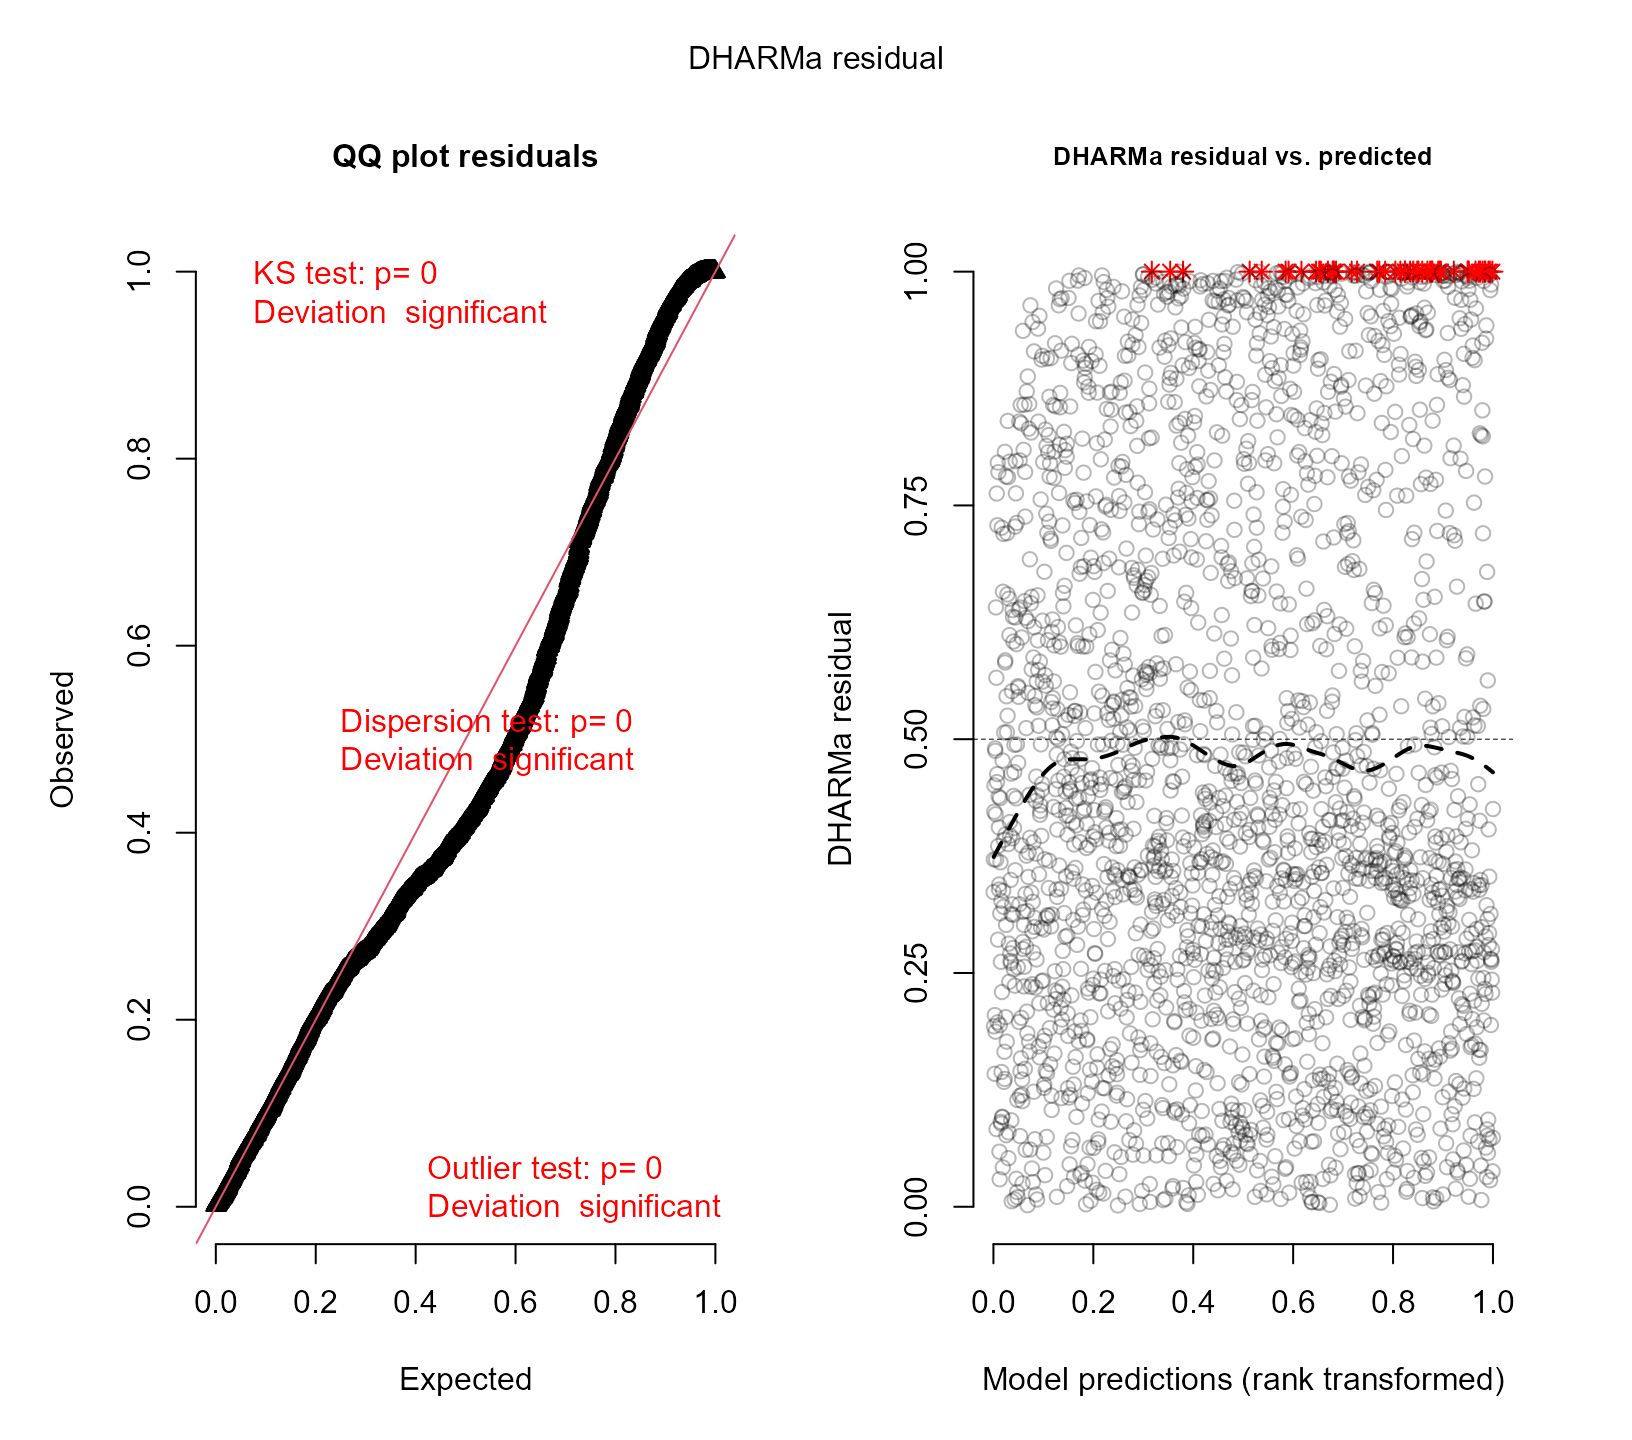 DHARMa residual
QQ plot residuals
KS test: p= 0
Deviation  significant
Dispersion test: p= 0
Deviation  significant
Outlier test: p= 0
Deviation  significant
Observed
0.0 0.2 0.4 0.6 0.8 1.0
0.0 0.2 0.4 0.6 0.8 1.0
Expected
DHARMa residual vs. predicted
DHARMa residual
0.00 0.25 0.50 0.75 1.00
0.0 0.2 0.4 0.6 0.8 1.0
Model predictions (rank transformed)